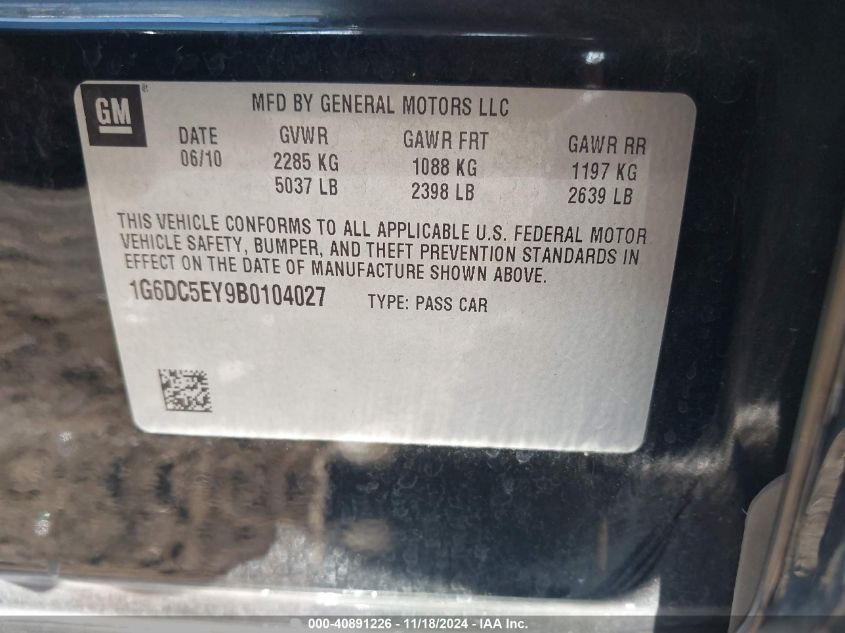 GM ®
MFD BY GENERAL MOTORS LLC
DATE GVWR GAWR FRT GAWR RR
06/10 2285 KG 1088 KG 1197 KG
5037 LB 2398 LB 2639 LB
THIS VEHICLE CONFORMS TO ALL APPLICABLE U.S. FEDERAL MOTOR
VEHICLE SAFETY, BUMPER, AND THEFT PREVENTION STANDARDS IN
EFFECT ON THE DATE OF MANUFACTURE SHOWN ABOVE.
1G6DC5EY9B0104027 TYPE: PASS CAR
000-40891226 - 11/18/2024 - IAA Inc.